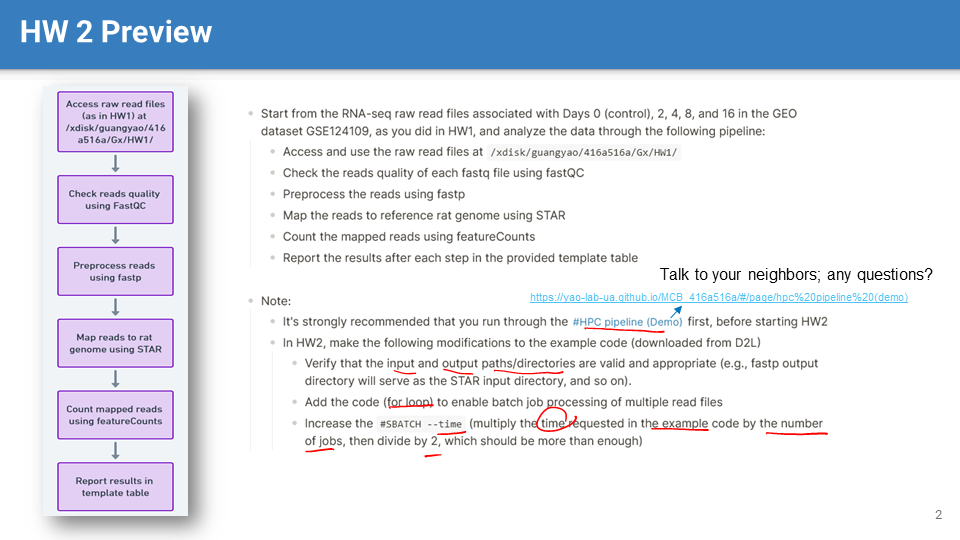 HW 2 Preview
Access raw read files
(as in HW1) at
/xdisk/guangyao/416
a516a/Gx/HW1/
Check reads quality
using FastQC
Preprocess reads
using fastp
Map reads to rat
genome using STAR
Count mapped reads
using featureCounts
Report results in
template table
Start from the RNA-seq raw read files associated with Days 0 (control), 2, 4, 8, and 16 in the GEO
dataset GSE124109, as you did in HW1, and analyze the data through the following pipeline:
Access and use the raw read files at /xdisk/guangyao/416a516a/Gx/HW1/
Check the reads quality of each fastq file using fastQC
Preprocess the reads using fastp
Map the reads to reference rat genome using STAR
Count the mapped reads using featureCounts
Report the results after each step in the provided template table
Talk to your neighbors; any questions?
https://yao-lab-ua.github.io/MCB_416a516a/#/page/hpc%20pipeline%20(demo)
Note:
It's strongly recommended that you run through the #HPC pipeline (Demo) first, before starting HW2
In HW2, make the following modifications to the example code (downloaded from D2L)
Verify that the input and output paths/directories are valid and appropriate (e.g., fastp output
directory will serve as the STAR input directory, and so on).
Add the code (for loop) to enable batch job processing of multiple read files
Increase the #SBATCH --time (multiply the time requested in the example code by the number
of jobs, then divide by 2, which should be more than enough)
2